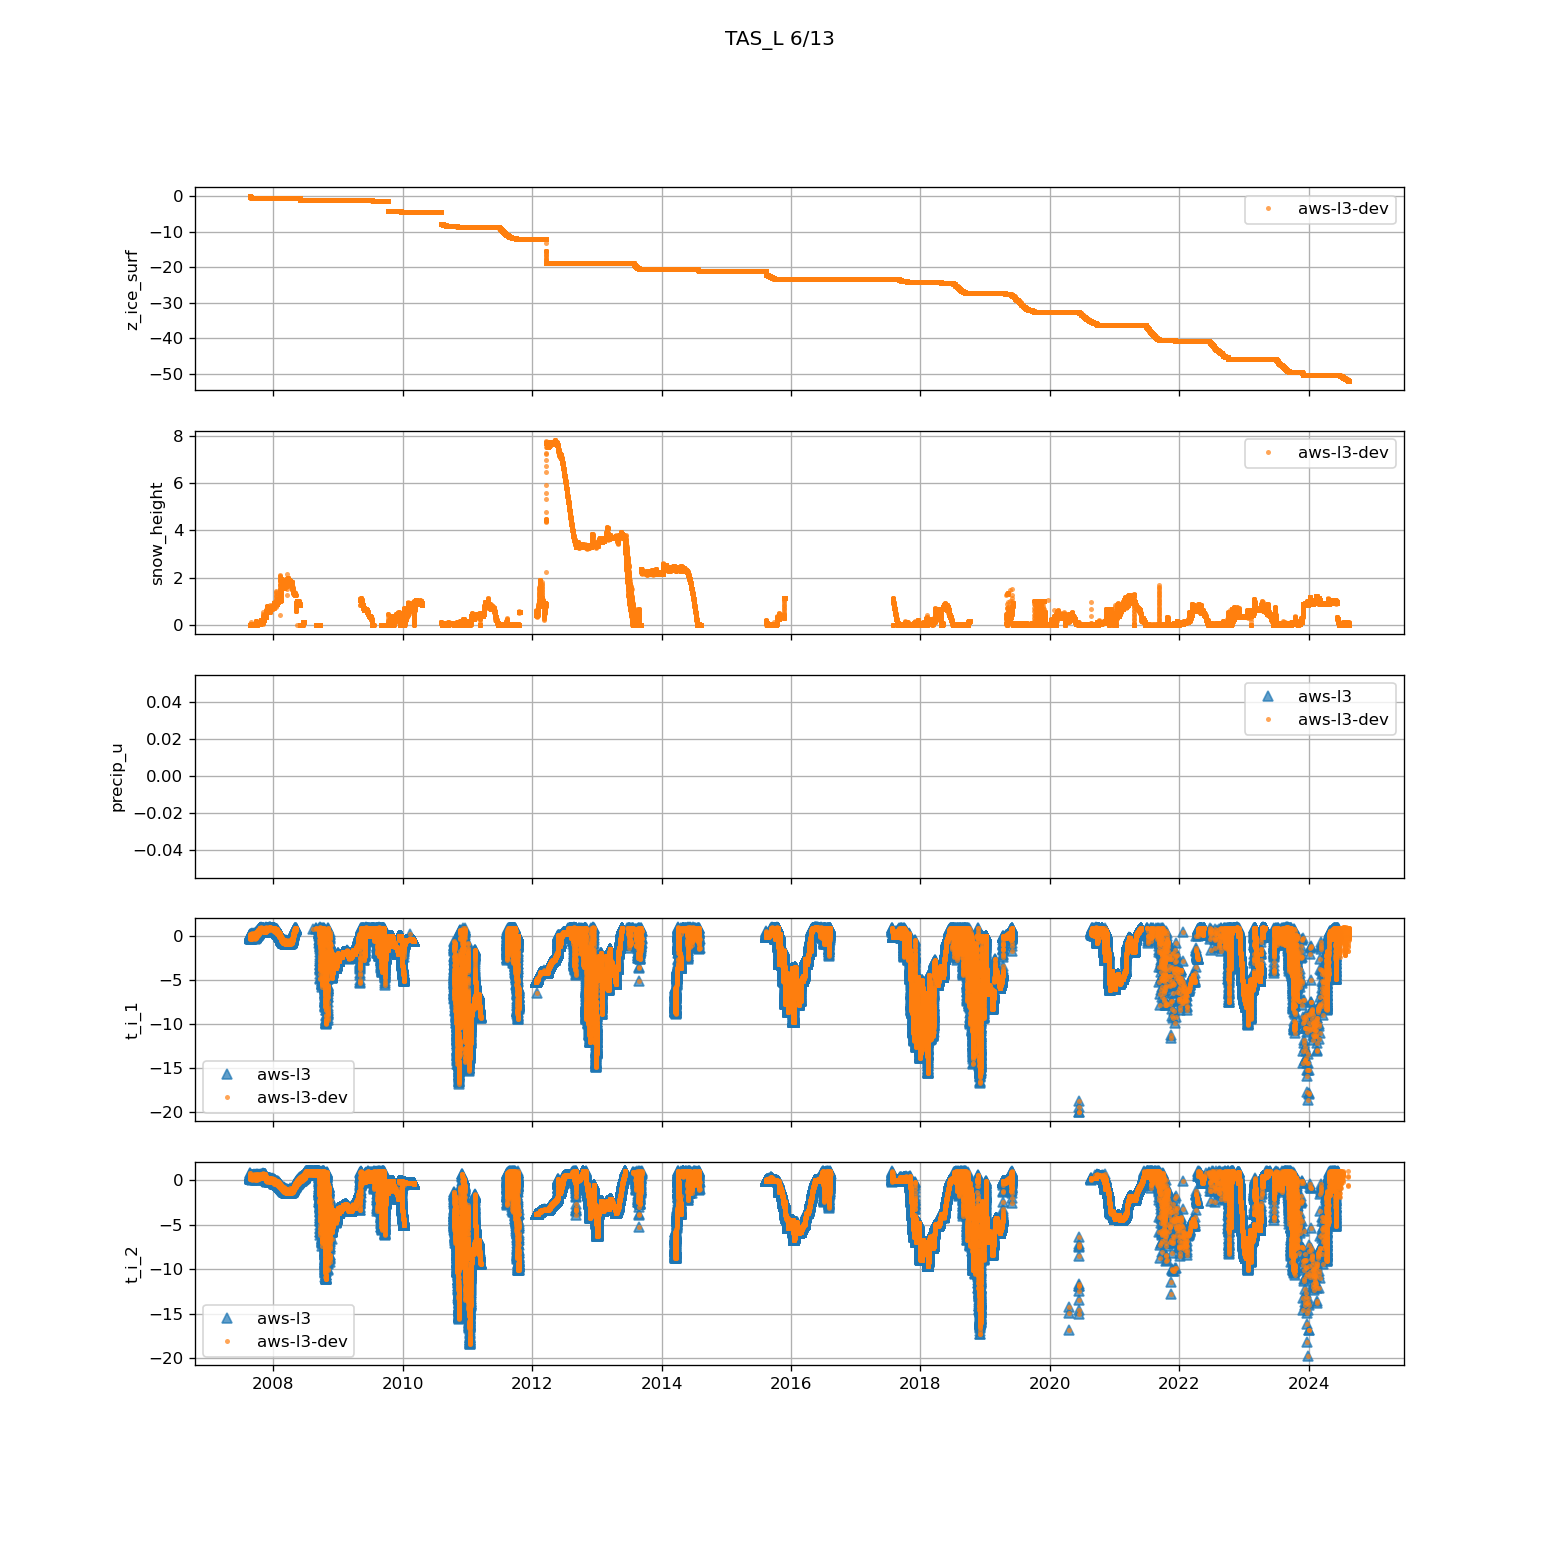 TAS_L 6/13
0
−10
−20
−30
−40
−50
z_ice_surf
aws-l3-dev
8
6
4
2
0
snow_height
aws-l3-dev
0.04
0.02
0.00
−0.02
−0.04
precip_u
aws-l3
aws-l3-dev
0
−5
−10
−15
−20
t_i_1
aws-l3
aws-l3-dev
0
−5
−10
−15
−20
t_i_2
aws-l3
aws-l3-dev
2008 2010 2012 2014 2016 2018 2020 2022 2024